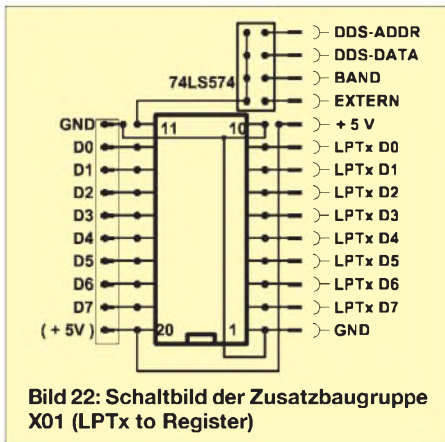 DDS-ADDR
DDS-DATA
74LS574
BAND
EXTERN
GND 11 10 + 5 V
D0 LPTx D0
D1 LPTx D1
D2 LPTx D2
D3 LPTx D3
D4 LPTx D4
D5 LPTx D5
D6 LPTx D6
D7 LPTx D7
( + 5V ) 20 1 GND
Bild 22: Schaltbild der Zusatzbaugruppe
X01 (LPTx to Register)